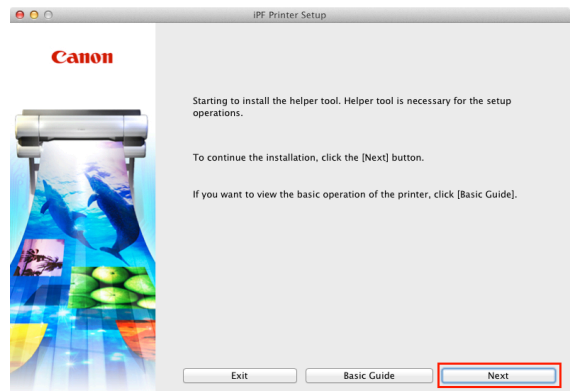 iPF Printer Setup
Canon
Starting to install the helper tool. Helper tool is necessary for the setup
operations.
To continue the installation, click the [Next] button.
If you want to view the basic operation of the printer, click [Basic Guide].
Exit
Basic Guide
Next